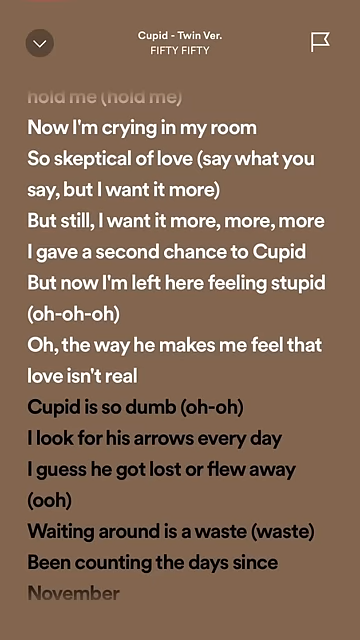 Cupid - Twin Ver.
FIFTY FIFTY
hold me (hold me)
Now I'm crying in my room
So skeptical of love (say what you
say, but I want it more)
But still, I want it more, more, more
I gave a second chance to Cupid
But now I'm left here feeling stupid
(oh-oh-oh)
Oh, the way he makes me feel that
love isn't real
Cupid is so dumb (oh-oh)
I look for his arrows every day
I guess he got lost or flew away
(ooh)
Waiting around is a waste (waste)
Been counting the days since
November